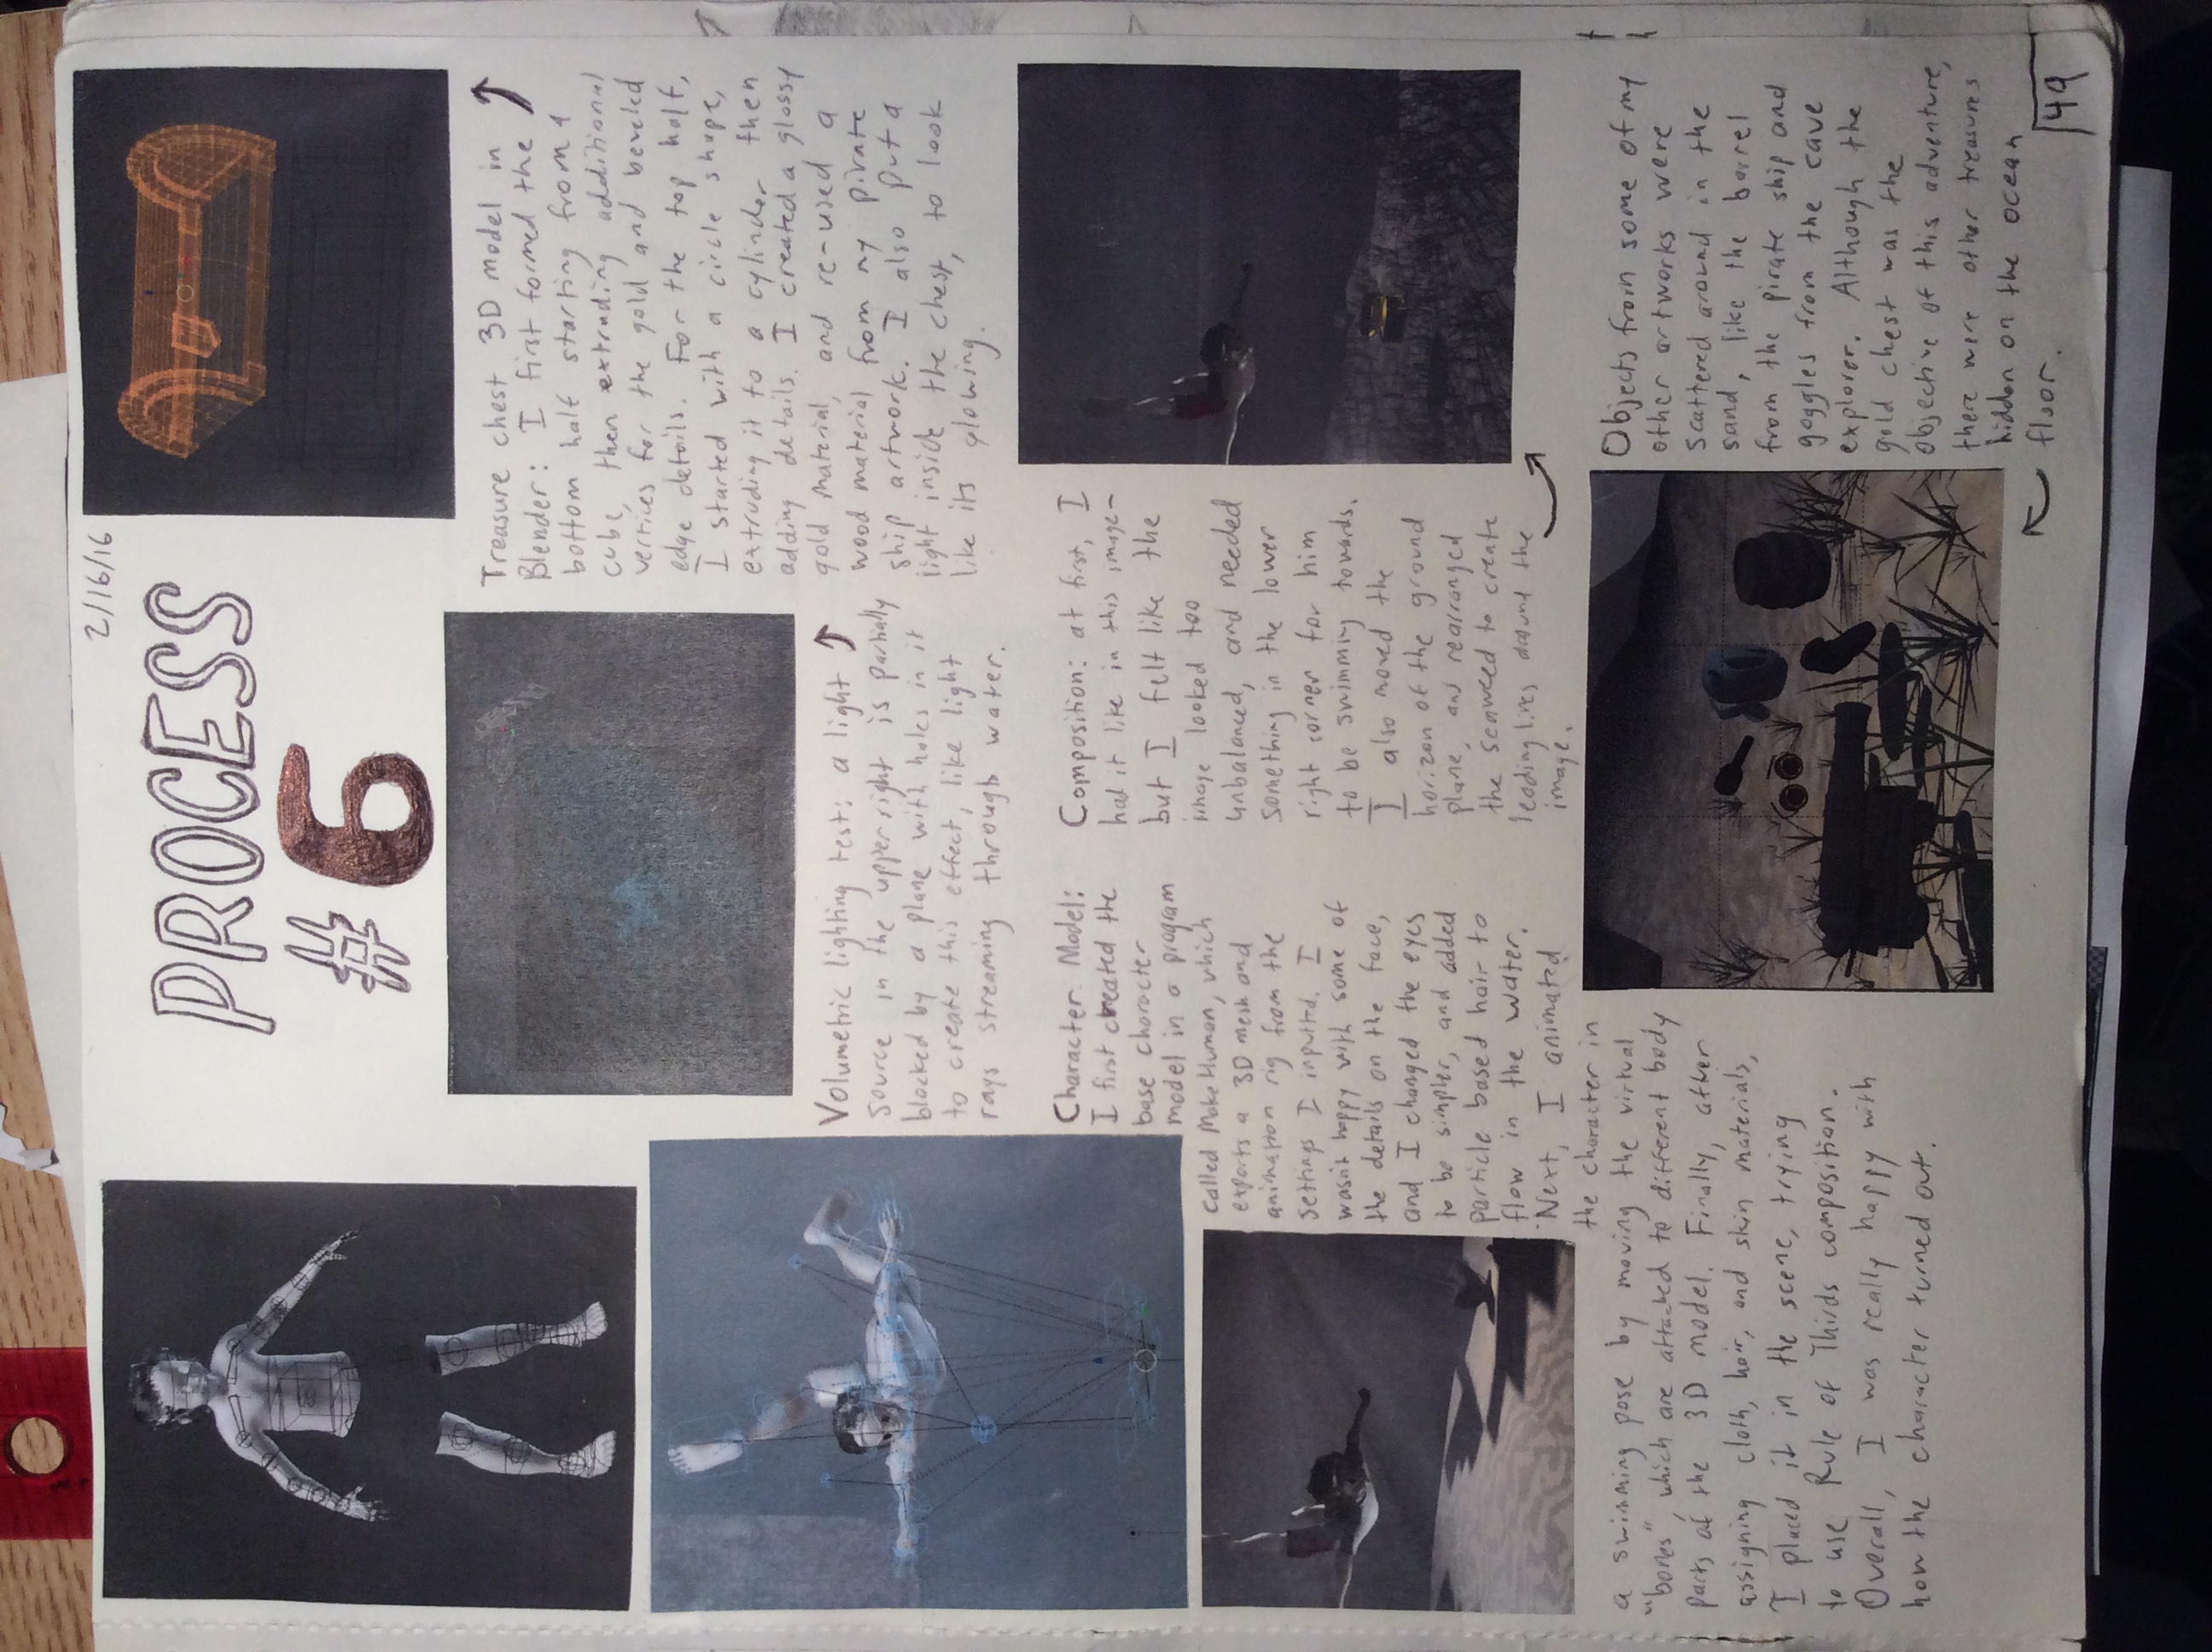 2/16/16
PROCESS
#6
Treasure chest 3D model in
Blender: I first formed the
bottom half starting from a
cube, then extruding additional
vertices for the gold and beveled
edge details. For the top half,
I started with a circle shape,
extruding it to a cylinder then
adding details. I created a glossy
gold material, and re-used a
wood material from my pirate
ship artwork. I also put a
light inside the chest, to look
like its glowing.
Volumetric lighting test: a light
source in the upper right is partially
blocked by a plane with holes in it
to create this effect, like light
rays streaming through water.
Character Model:
I first created the
base character
model in a program
called MakeHuman, which
exports a 3D mesh and
animation rig from the
settings I inputed. I
wasn't happy with some of
the details on the face,
and I changed the eyes
to be simpler, and added
particle based hair to
flow in the water.
Next, I animated
the character in
a swimming pose by moving the virtual
"bones", which are attached to different body
parts of the 3D model. Finally, after
assigning cloth, hair, and skin materials,
I placed it in the scene, trying
to use Rule of Thirds composition.
Overall, I was really happy with
how the character turned out.
Composition: at first, I
had it like in this image-
but I felt like the
image looked too
unbalanced, and needed
something in the lower
right corner for him
to be swimming towards.
I also moved the
horizon of the ground
plane, and rearranged
the seaweed to create
leading lines around the
image.
Objects from some of my
other artworks were
scattered around in the
sand, like the barrel
from the pirate ship and
goggles from the cave
explorer. Although the
gold chest was the
objective of this adventure,
there were other treasures
hidden on the ocean
floor.
49